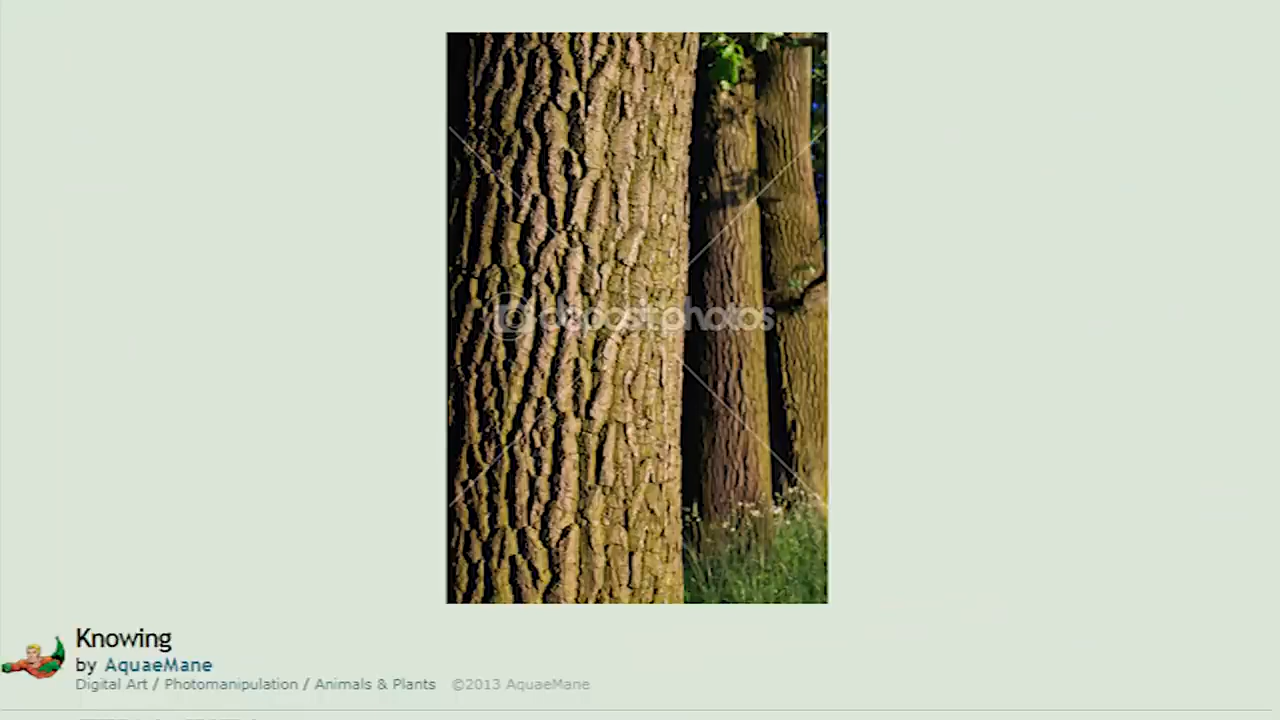 depositphotos
Knowing
by AquaeMane
Digital Art / Photomanipulation / Animals & Plants ©2013 AquaeMane